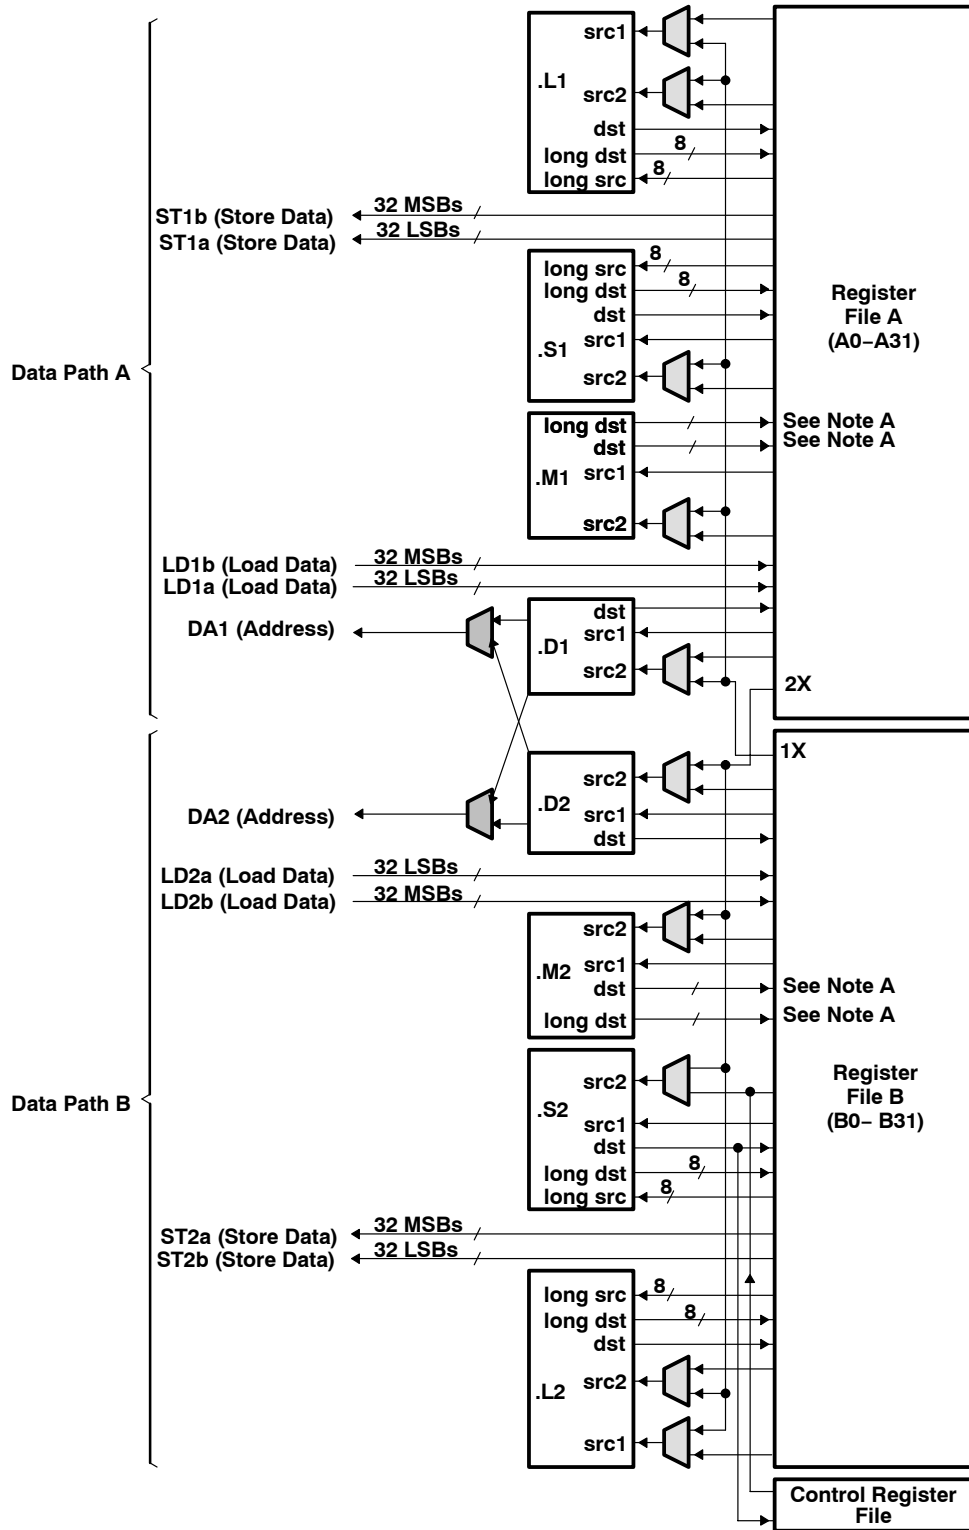 src1
.L1
src2
dst
long dst
8
long src
8
ST1b (Store Data)
32 MSBs
ST1a (Store Data)
32 LSBs
long src
8
long dst
8
dst
src1
.S1
src2
Register
File A
(A0−A31)
Data Path A
long dst
See Note A
dst
See Note A
src1
.M1
src2
LD1b (Load Data)
32 MSBs
LD1a (Load Data)
32 LSBs
DA1 (Address)
dst
src1
.D1
src2
2X
1X
src2
.D2
src1
dst
DA2 (Address)
LD2a (Load Data)
32 LSBs
LD2b (Load Data)
32 MSBs
src2
.M2
src1
dst
See Note A
long dst
See Note A
src2
.S2
src1
dst
long dst
8
long src
8
Register
File B
(B0− B31)
Data Path B
ST2a (Store Data)
32 MSBs
ST2b (Store Data)
32 LSBs
long src
8
long dst
8
dst
src2
.L2
src1
Control Register
File